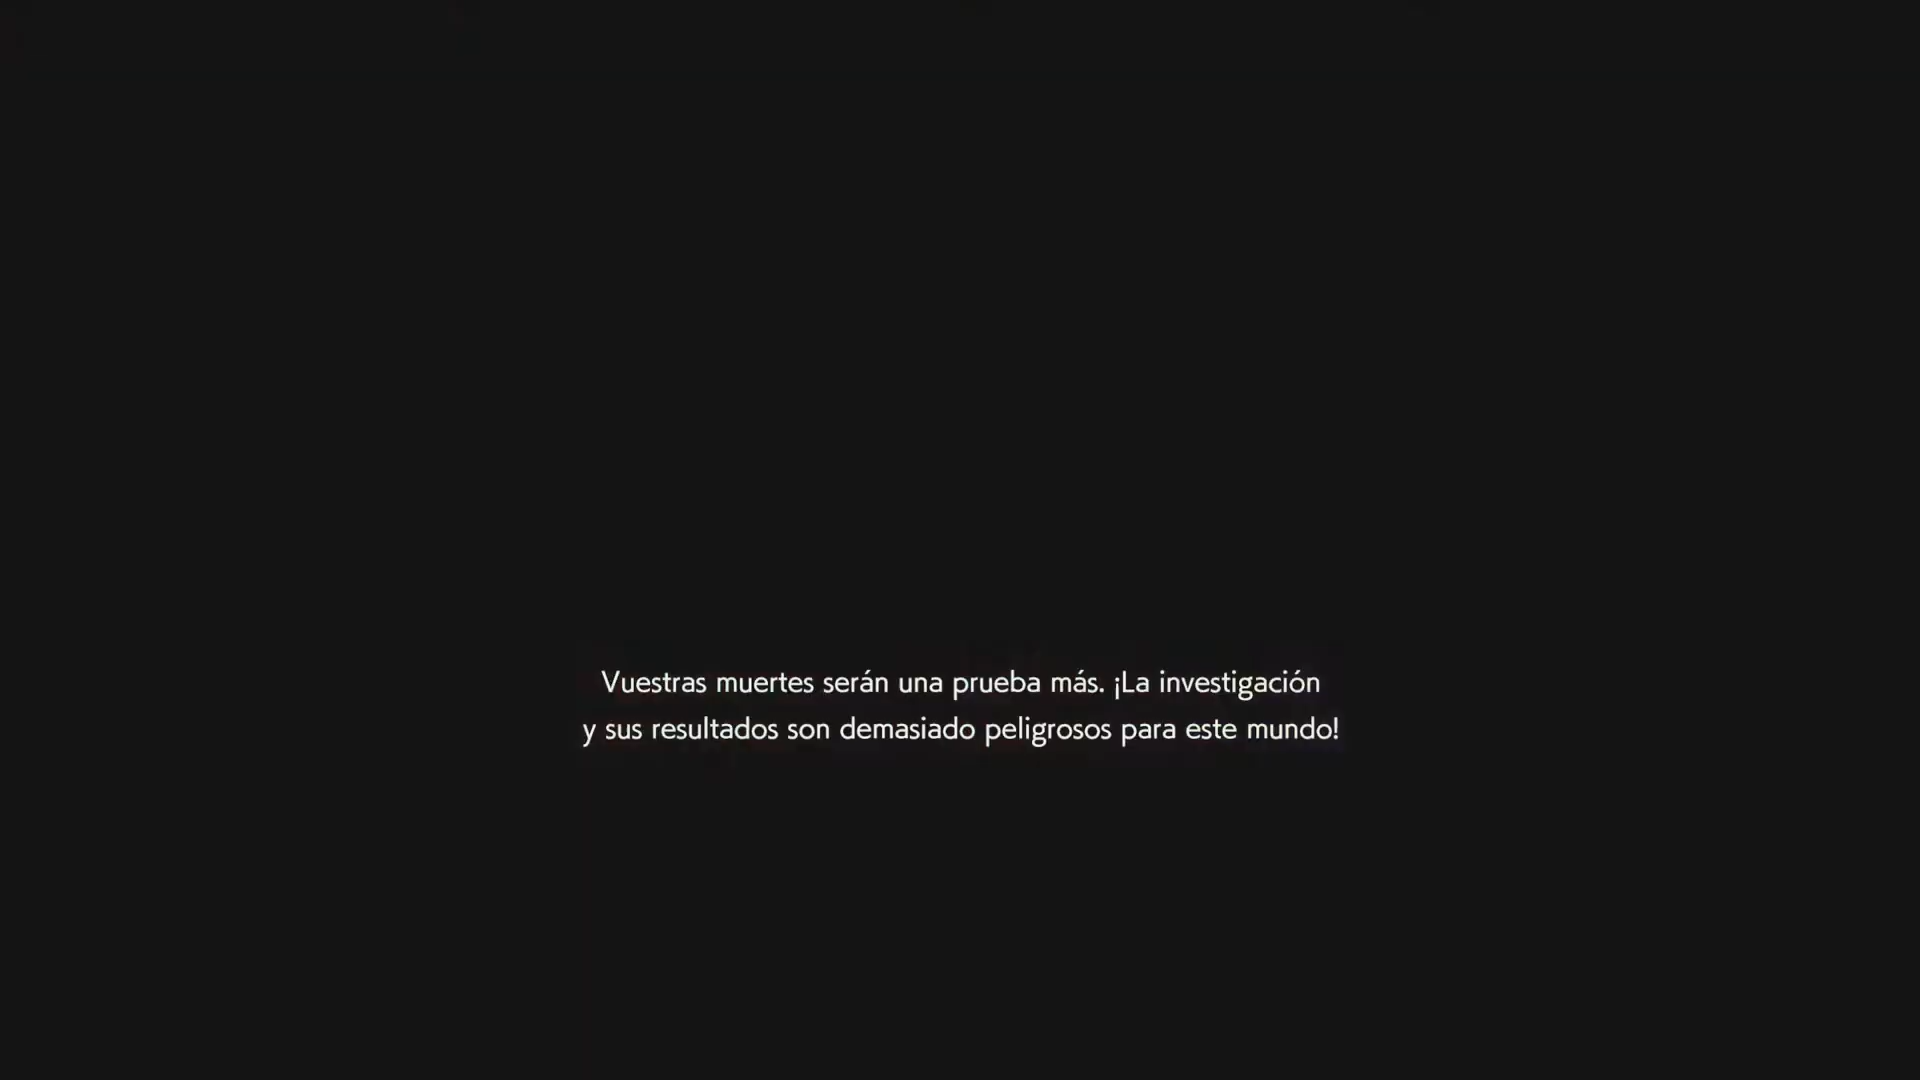 Vuestras muertes serán una prueba más. ¡La investigación
y sus resultados son demasiado peligrosos para este mundo!